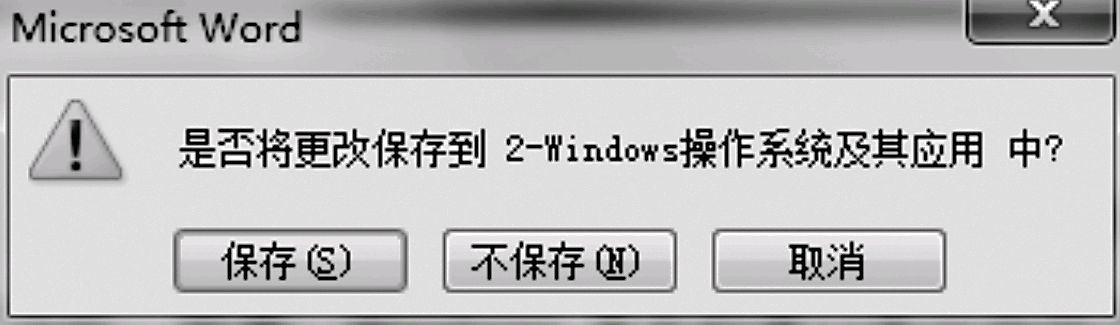 Microsoft Word
x
是否将更改保存到 2-Windows操作系统及其应用 中?
保存(S)
不保存(N)
取消